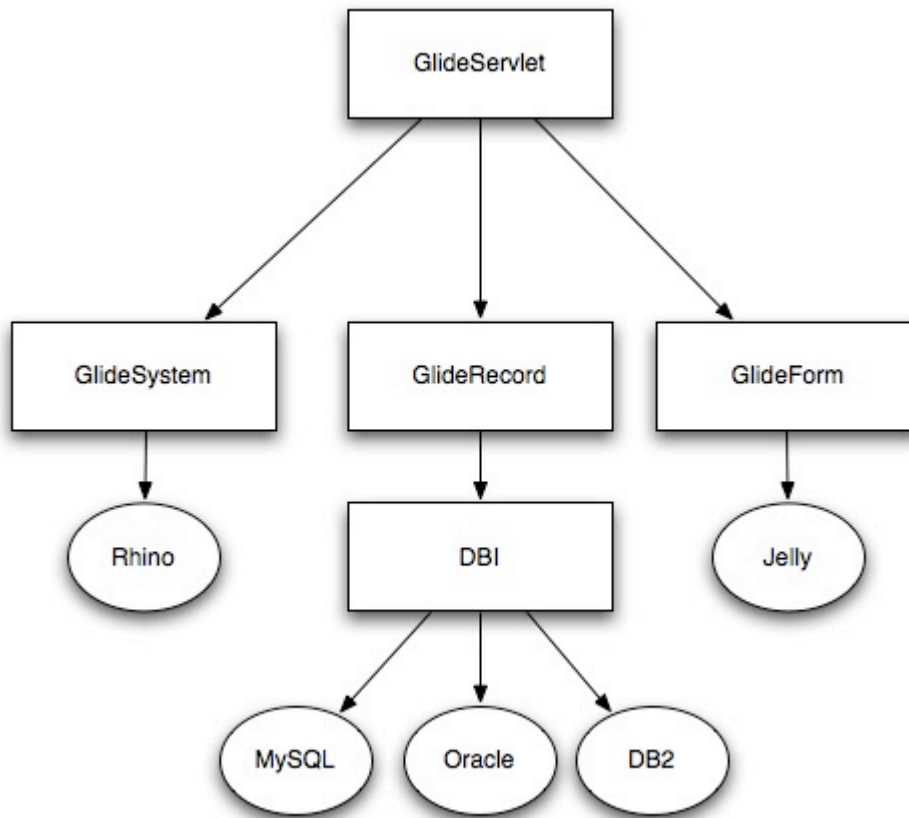 GlideServlet
GlideSystem
GlideRecord
GlideForm
Rhino
DBI
Jelly
MySQL
Oracle
DB2